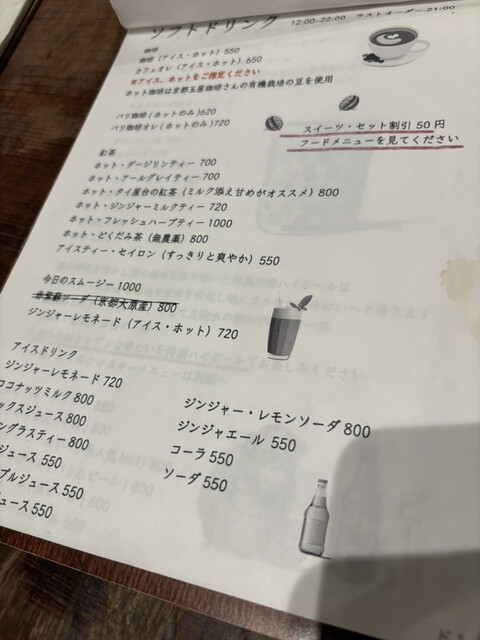 ソフトドリンク 12:00-22:00 ラストオーダー 21:00
珈琲
珈琲（アイス・ホット）550
カフェオレ（アイス・ホット）650
※アイス、ホットをご指定ください
ホット珈琲は京都玉屋珈琲さんの有機栽培の豆を使用
バリ珈琲(ホットのみ)620
バリ珈琲オレ(ホットのみ)720
スイーツ・セット割引 50 円
フードメニューを見てください
紅茶
ホット・ダージリンティー 700
ホット・アールグレイティー 700
ホット・タイ屋台の紅茶（ミルク添え甘めがオススメ）800
ホット・ジンジャーミルクティー 720
ホット・フレッシュハーブティー 1000
ホット・どくだみ茶（無農薬）800
アイスティー・セイロン（すっきりと爽やか）550
今日のスムージー 1000
赤紫蘇ソーダ（京都大原産）800
ジンジャーレモネード（アイス・ホット）720
アイスドリンク
ジンジャーレモネード 720
ココナッツミルク 800
ックスジュース 800
ングラスティー 800
ジュース 550
プルジュース 550
ュース 550
ジンジャー・レモンソーダ 800
ジンジャエール 550
コーラ 550
ソーダ 550